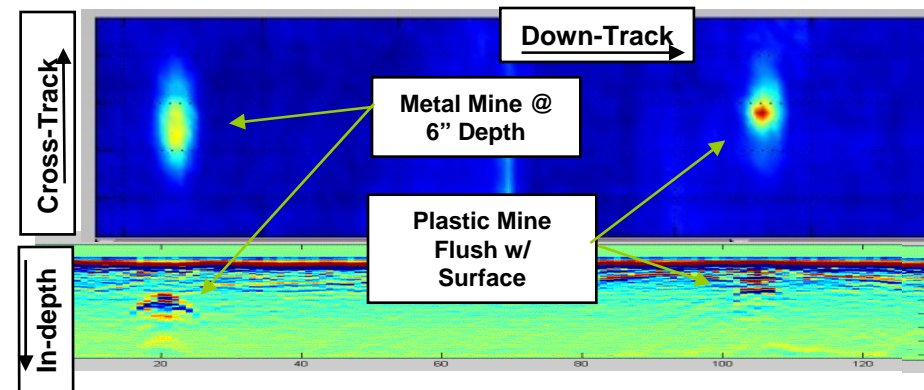 Cross-Track
Down-Track
Metal Mine @
6” Depth
Plastic Mine
Flush w/
Surface
In-depth
20
40
60
80
100
120